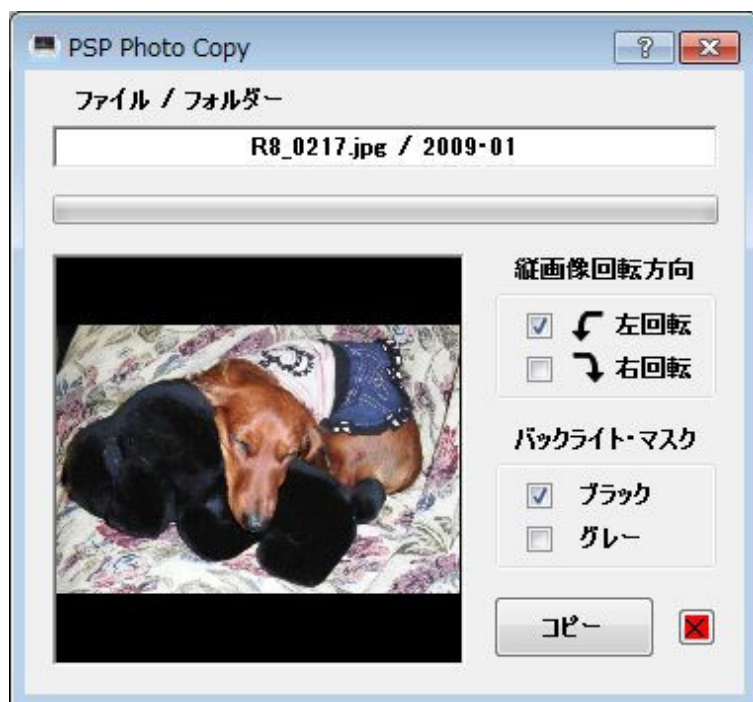 PSP Photo Copy
ファイル / フォルダー
R8_0217.jpg / 2009-01
縦画像回転方向
左回転
右回転
バックライト・マスク
ブラック
グレー
コピー